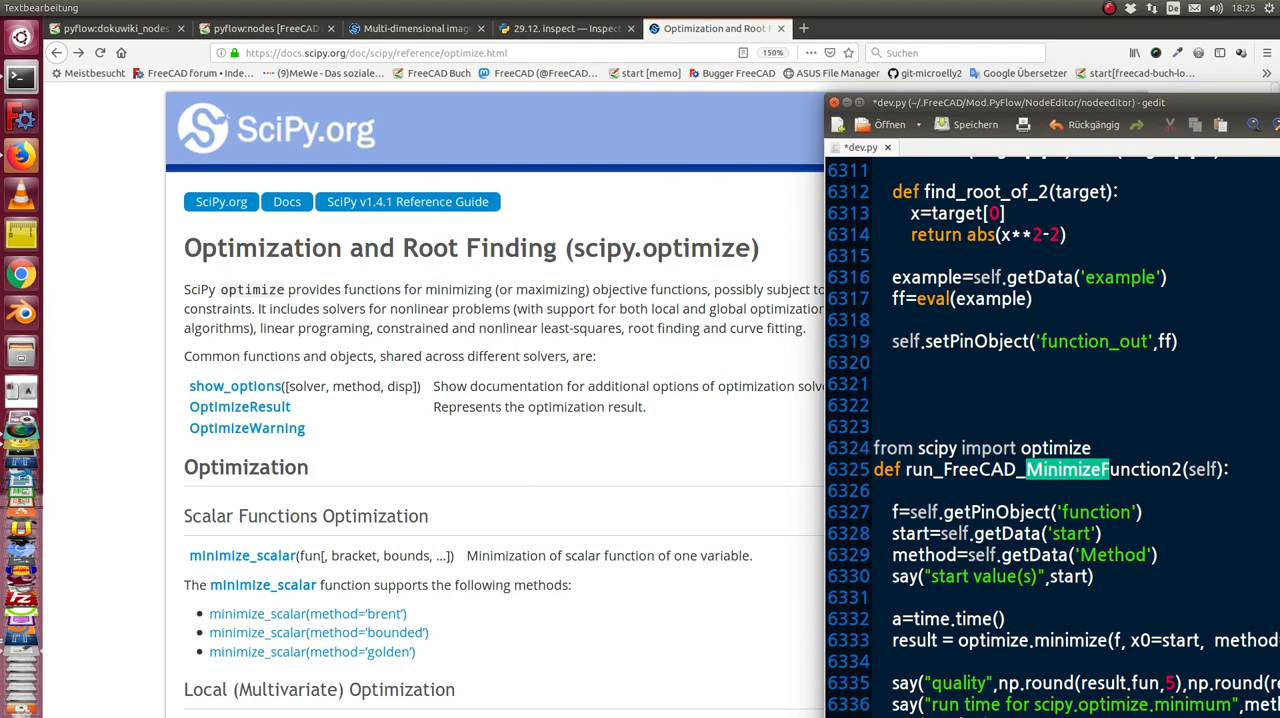 Textbearbeitung
De
18:25
pyflow:dokuwiki_nodes
pyflow:nodes [FreeCAD
Multi-dimensional image
29.12. inspect — Inspect
Optimization and Root F
https://docs.scipy.org/doc/scipy/reference/optimize.html
150%
Suchen
Meistbesucht
FreeCAD forum • Inde…
(9)MeWe - Das soziale…
FreeCAD Buch
FreeCAD (@FreeCAD…
start [memo]
Bugger FreeCAD
ASUS File Manager
git-microelly2
Google Übersetzer
start[freecad-buch-lo…
SciPy.org
SciPy.org
Docs
SciPy v1.4.1 Reference Guide
Optimization and Root Finding (scipy.optimize)
SciPy optimize provides functions for minimizing (or maximizing) objective functions, possibly subject to
constraints. It includes solvers for nonlinear problems (with support for both local and global optimization
algorithms), linear programing, constrained and nonlinear least-squares, root finding and curve fitting.
Common functions and objects, shared across different solvers, are:
show_options([solver, method, disp]) Show documentation for additional options of optimization solve
OptimizeResult Represents the optimization result.
OptimizeWarning
Optimization
Scalar Functions Optimization
minimize_scalar(fun[, bracket, bounds, …]) Minimization of scalar function of one variable.
The minimize_scalar function supports the following methods:
• minimize_scalar(method='brent')
• minimize_scalar(method='bounded')
• minimize_scalar(method='golden')
Local (Multivariate) Optimization
*dev.py (~/.FreeCAD/Mod.PyFlow/NodeEditor/nodeeditor) - gedit
Öffnen
Speichern
Rückgängig
*dev.py
6311
6312 def find_root_of_2(target):
6313 x=target[0]
6314 return abs(x**2-2)
6315
6316 example=self.getData('example')
6317 ff=eval(example)
6318
6319 self.setPinObject('function_out',ff)
6320
6321
6322
6323
6324 from scipy import optimize
6325 def run_FreeCAD_MinimizeFunction2(self):
6326
6327 f=self.getPinObject('function')
6328 start=self.getData('start')
6329 method=self.getData('Method')
6330 say("start value(s)",start)
6331
6332 a=time.time()
6333 result = optimize.minimize(f, x0=start, method
6334
6335 say("quality",np.round(result.fun,5),np.round(re
6336 say("run time for scipy.optimize.minimum",meth